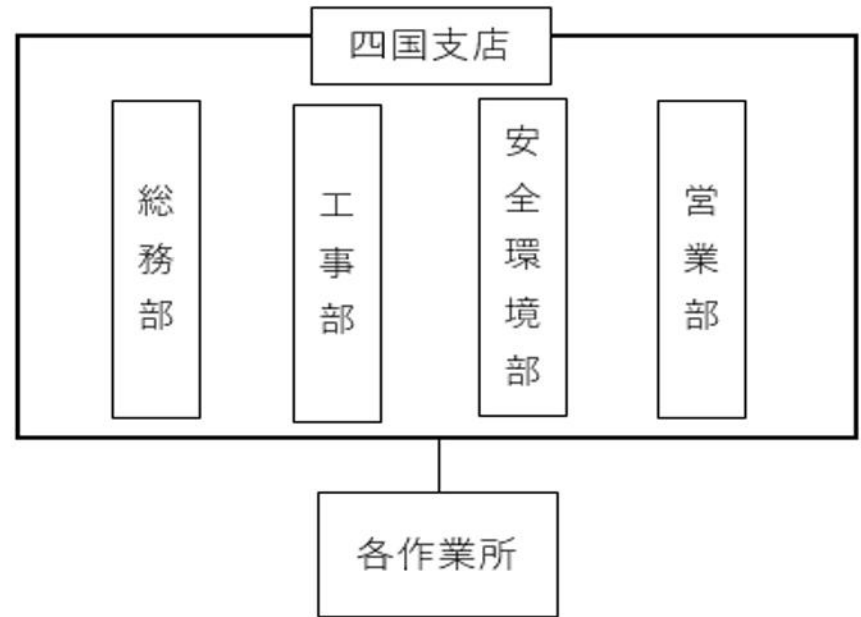 四国支店
総務部
工事部
安全環境部
営業部
各作業所